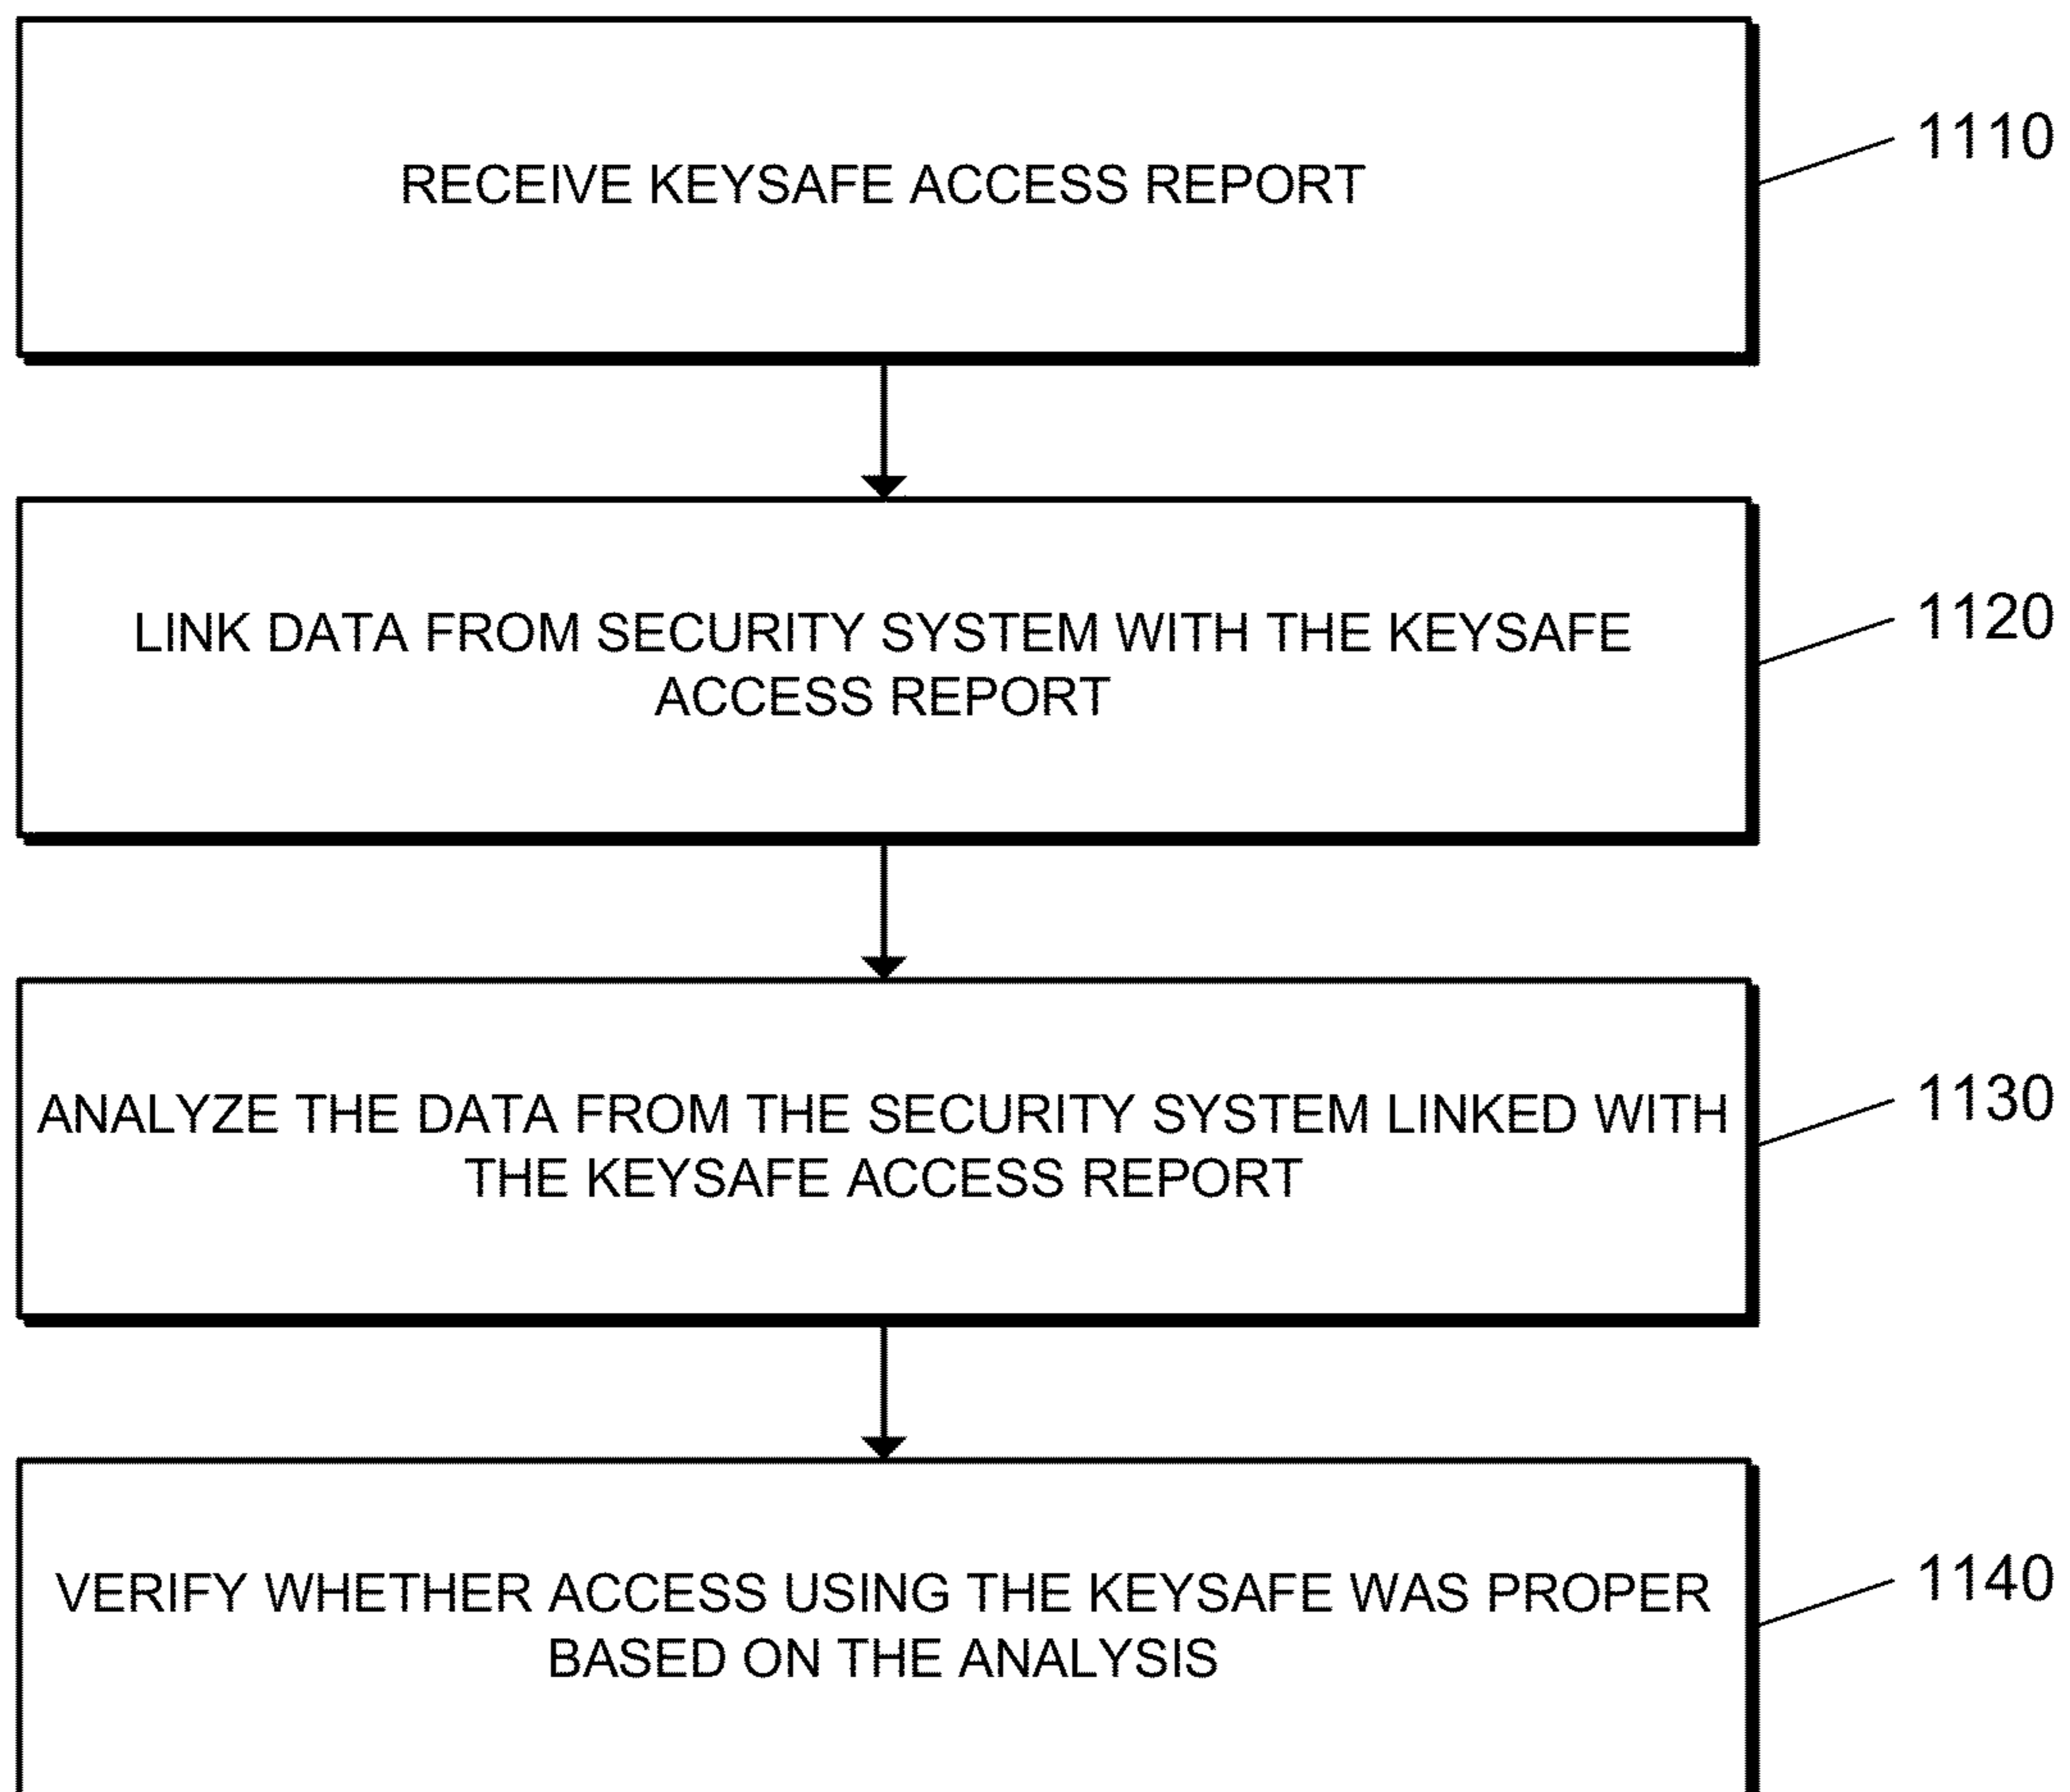 RECEIVE KEYSAFE ACCESS REPORT
1110
LINK DATA FROM SECURITY SYSTEM WITH THE KEYSAFE
ACCESS REPORT
1120
ANALYZE THE DATA FROM THE SECURITY SYSTEM LINKED WITH
THE KEYSAFE ACCESS REPORT
1130
VERIFY WHETHER ACCESS USING THE KEYSAFE WAS PROPER
BASED ON THE ANALYSIS
1140